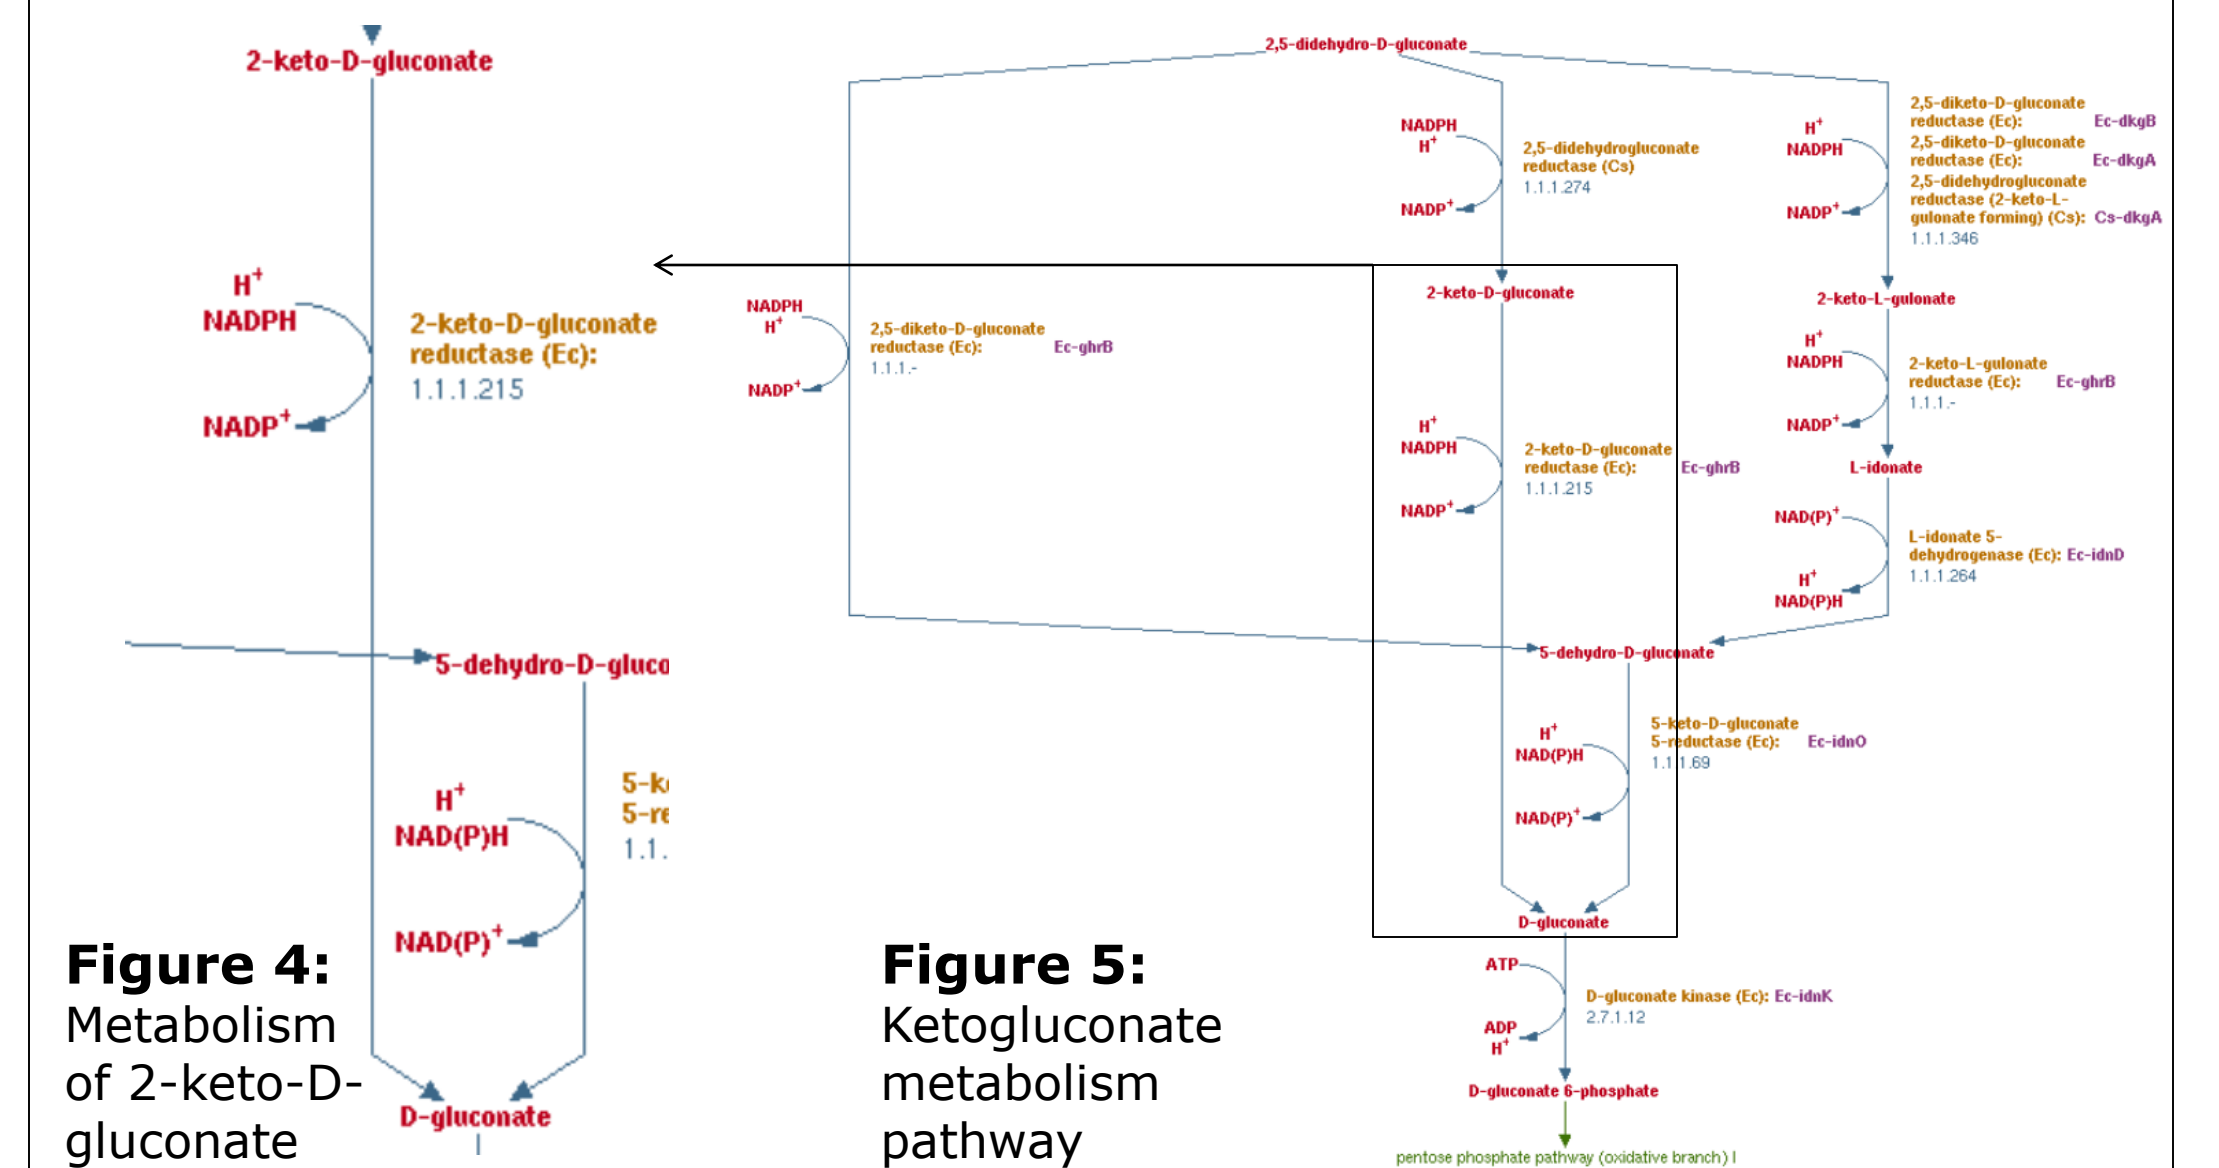 2-keto-D-gluconate
H+
NADPH
2-keto-D-gluconate
reductase (Ec):
1.1.1.215
NADP+
5-dehydro-D-gluco
H+
NAD(P)H
5-k
5-re
1.1.
NAD(P)+
D-gluconate
Figure 4:
Metabolism
of 2-keto-D-
gluconate
2,5-didehydro-D-gluconate
NADPH
H+
2,5-diketo-D-gluconate
reductase (Ec): Ec-ghrB
1.1.1.-
NADP+
NADPH
H+
2,5-didehydrogluconate
reductase (Cs)
1.1.1.274
NADP+
H+
NADPH
2,5-diketo-D-gluconate
reductase (Ec): Ec-dkgB
2,5-diketo-D-gluconate
reductase (Ec): Ec-dkgA
2,5-didehydrogluconate
reductase (2-keto-L-
gulonate forming) (Cs): Cs-dkgA
1.1.1.346
NADP+
2-keto-D-gluconate
H+
NADPH
2-keto-D-gluconate
reductase (Ec): Ec-ghrB
1.1.1.215
NADP+
2-keto-L-gulonate
H+
NADPH
2-keto-L-gulonate
reductase (Ec): Ec-ghrB
1.1.1.-
NADP+
L-idonate
NAD(P)+
L-idonate 5-
dehydrogenase (Ec): Ec-idnD
1.1.1.264
H+
NAD(P)H
5-dehydro-D-gluconate
H+
NAD(P)H
5-keto-D-gluconate
5-reductase (Ec): Ec-idnO
1.1.1.69
NAD(P)+
D-gluconate
ATP
D-gluconate kinase (Ec): Ec-idnK
2.7.1.12
ADP
H+
D-gluconate 6-phosphate
pentose phosphate pathway (oxidative branch) I
Figure 5:
Ketogluconate
metabolism
pathway